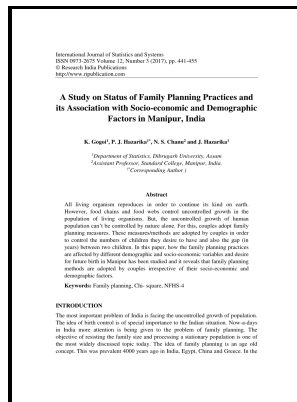 International Journal of Statistics and Systems
ISSN 0973-2675 Volume 12, Number 3 (2017), pp. 441-455
© Research India Publications
http://www.ripublication.com
A Study on Status of Family Planning Practices and
its Association with Socio-economic and Demographic
Factors in Manipur, India
K. Gogoi¹, P. J. Hazarika¹*, N. S. Chanu² and J. Hazarika¹
¹Department of Statistics, Dibrugarh University, Assam
²Assistant Professor, Standard College, Manipur, India.
¹*Corresponding Author )
Abstract
All living organism reproduces in order to continue its kind on earth.
However, food chains and food webs control uncontrolled growth in the
population of living organisms. But, the uncontrolled growth of human
population can't be controlled by nature alone. For this, couples adopt family
planning measures. These measures/methods are adopted by couples in order
to control the numbers of children they desire to have and also the gap (in
years) between two children. In this paper, how the family planning practices
are affected by different demographic and socio-economic variables and desire
for future birth in Manipur has been studied and it reveals that family planning
methods are adopted by couples irrespective of their socio-economic and
demographic factors.
Keywords: Family planning, Chi- square, NFHS-4
INTRODUCTION
The most important problem of India is facing the uncontrolled growth of population.
The idea of birth control is of special importance to the Indian situation. Now-a-days
in India more attention is being given to the problem of family planning. The
objective of resisting the family size and processing a stationary population is one of
the most widely discussed topic today. The idea of family planning is an age old
concept. This was prevalent 4000 years ago in India, Egypt, China and Greece. In the